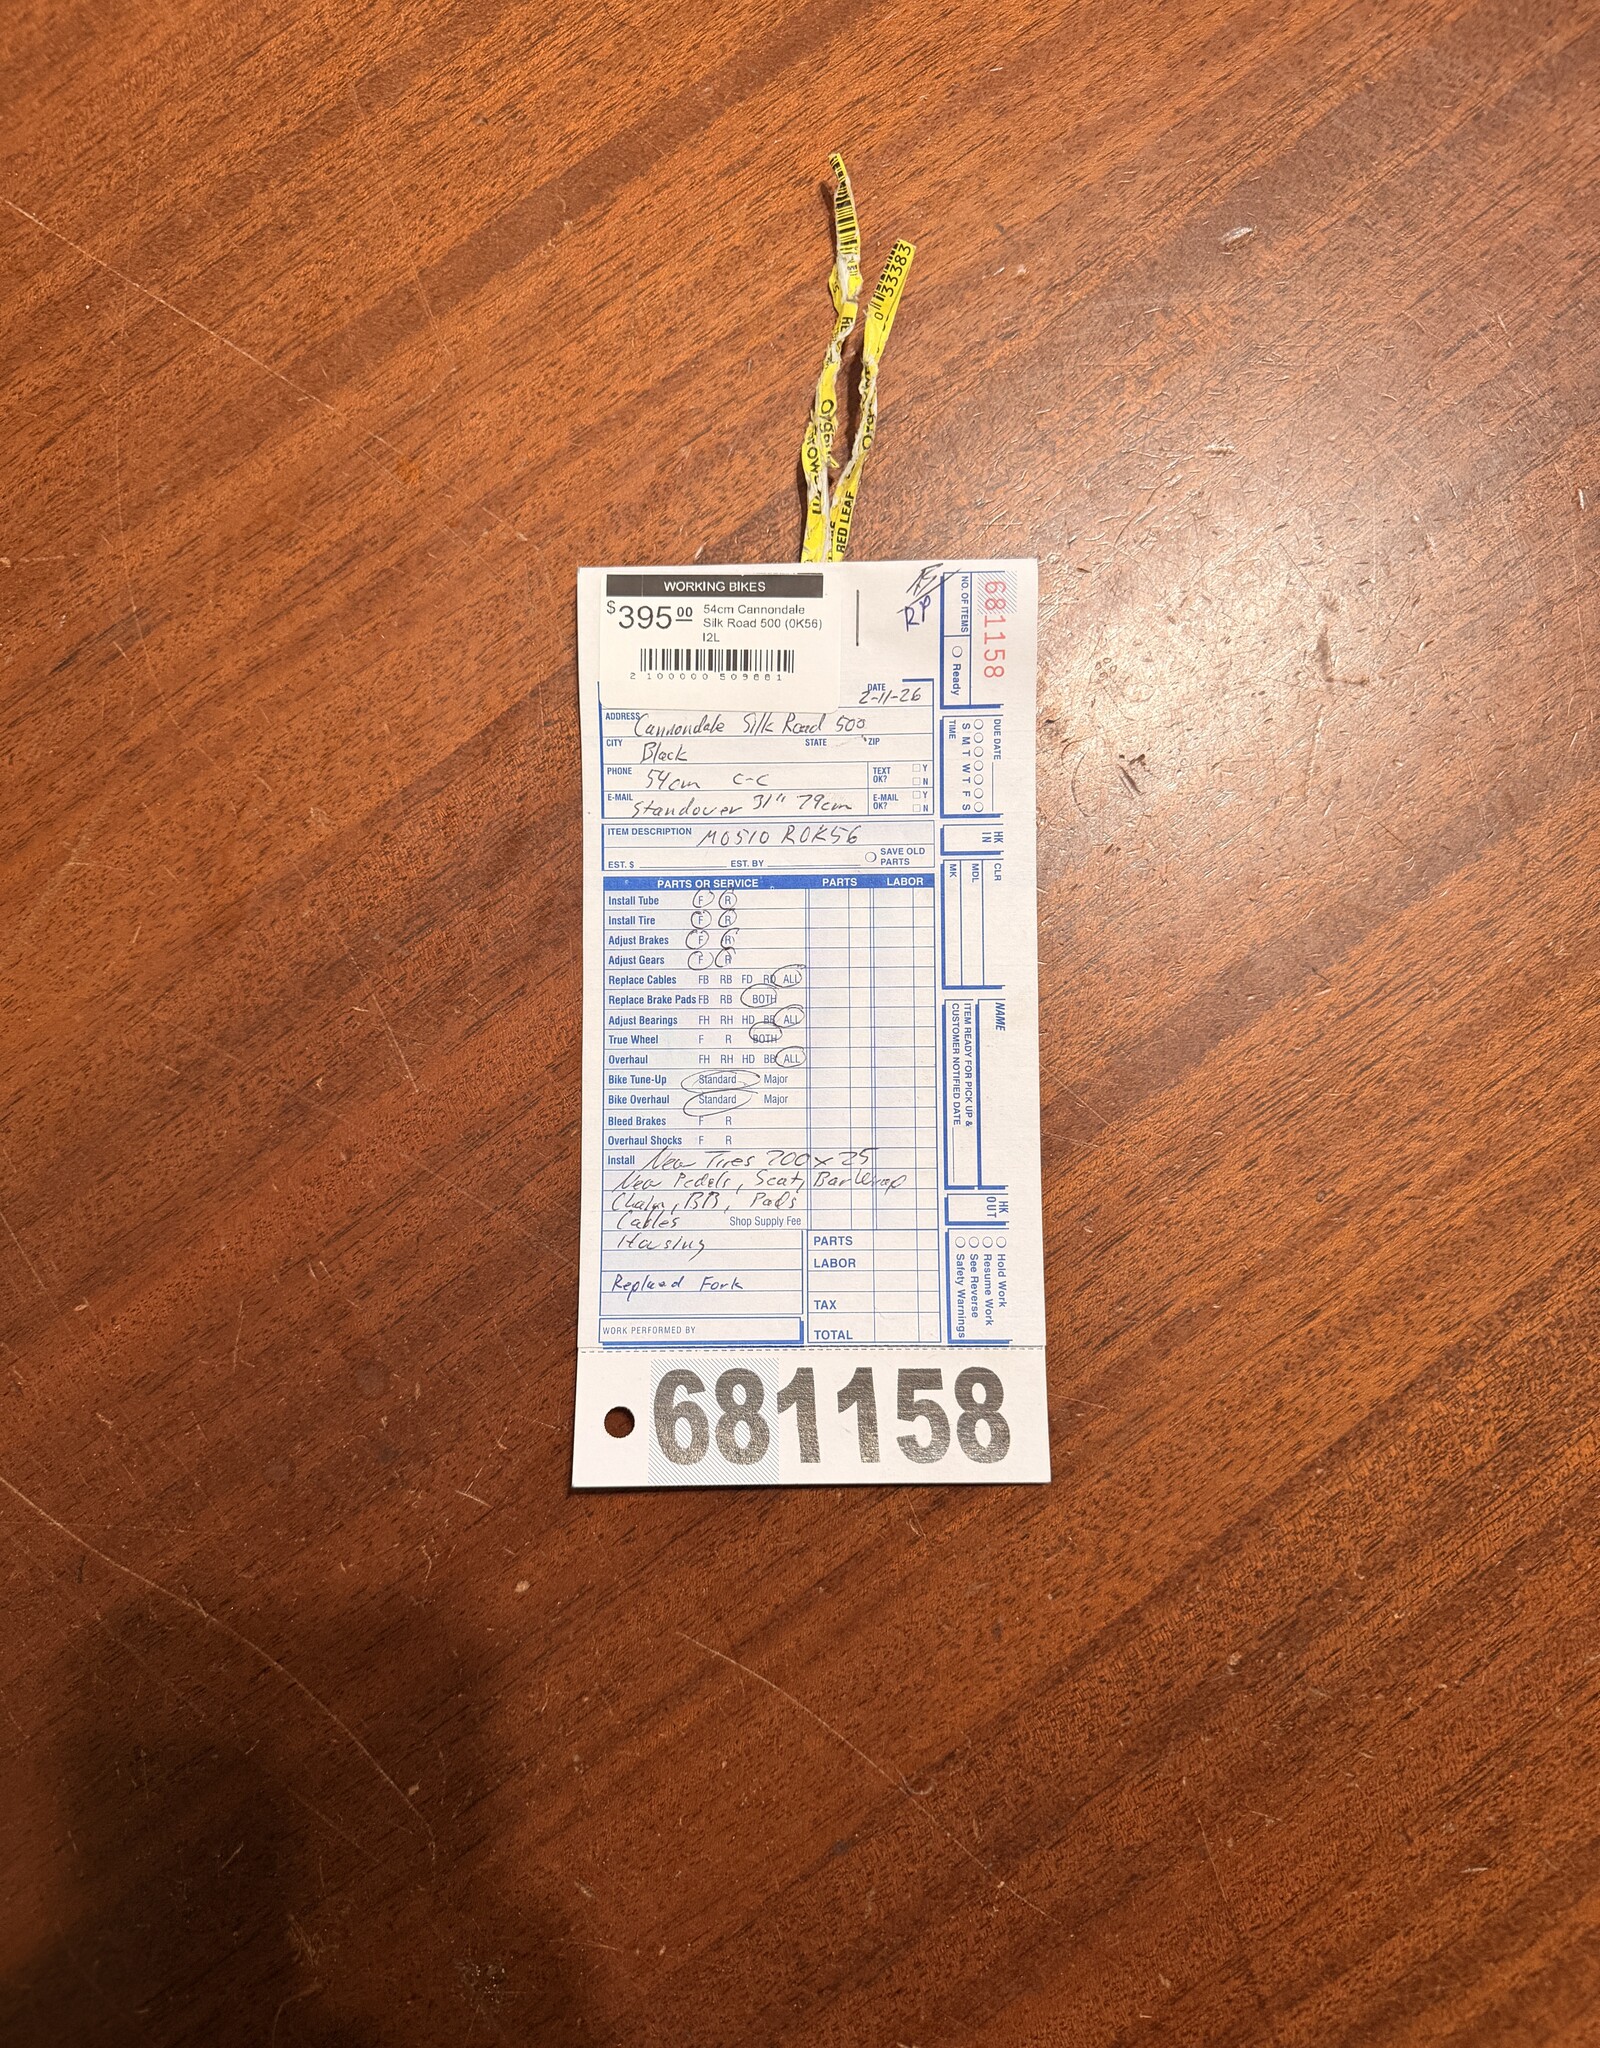 33383
RED LEAF
WORKING BIKES
$395.00 54cm Cannondale
Silk Road 500 (0K56)
I2L
2 100000 509881
RP
DATE
2-11-26
ADDRESS Cannondale Silk Road 500
CITY Black STATE ZIP
PHONE 54cm C-C TEXT OK? Y N
E-MAIL Standover 31" 79cm E-MAIL OK? Y N
ITEM DESCRIPTION M0510 R0K56
EST. $ EST. BY SAVE OLD PARTS
PARTS OR SERVICE PARTS LABOR
Install Tube F R
Install Tire F R
Adjust Brakes F R
Adjust Gears F R
Replace Cables FB RB FD RD ALL
Replace Brake Pads FB RB BOTH
Adjust Bearings FH RH HD BB ALL
True Wheel F R BOTH
Overhaul FH RH HD BB ALL
Bike Tune-Up Standard Major
Bike Overhaul Standard Major
Bleed Brakes F R
Overhaul Shocks F R
Install New Tires 700x25
New Pedals, Seat, Bar Wrap
Chain, BB, Pads
Cables Shop Supply Fee
Housing
Replaced Fork
WORK PERFORMED BY
PARTS
LABOR
TAX
TOTAL
681158
NO. OF ITEMS
Ready
DUE DATE
S M T W T F S
TIME
HK IN
CLR
MDL
MK
NAME
ITEM READY FOR PICK UP &
CUSTOMER NOTIFIED DATE
HK OUT
Hold Work
Resume Work
See Reverse
Safety Warnings
681158